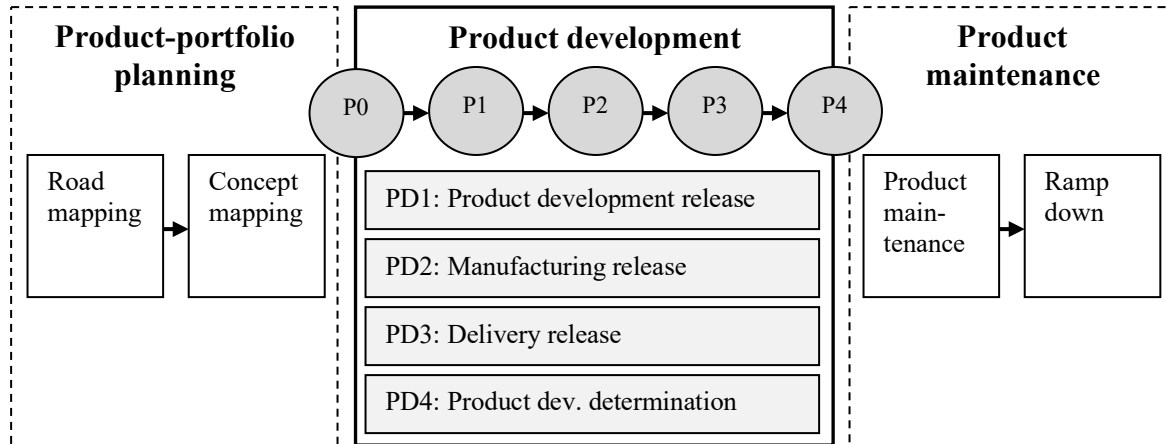 Product-portfolio
planning
Road
mapping
Concept
mapping
Product development
P0
P1
P2
P3
P4
PD1: Product development release
PD2: Manufacturing release
PD3: Delivery release
PD4: Product dev. determination
Product
maintenance
Product
main-
tenance
Ramp
down